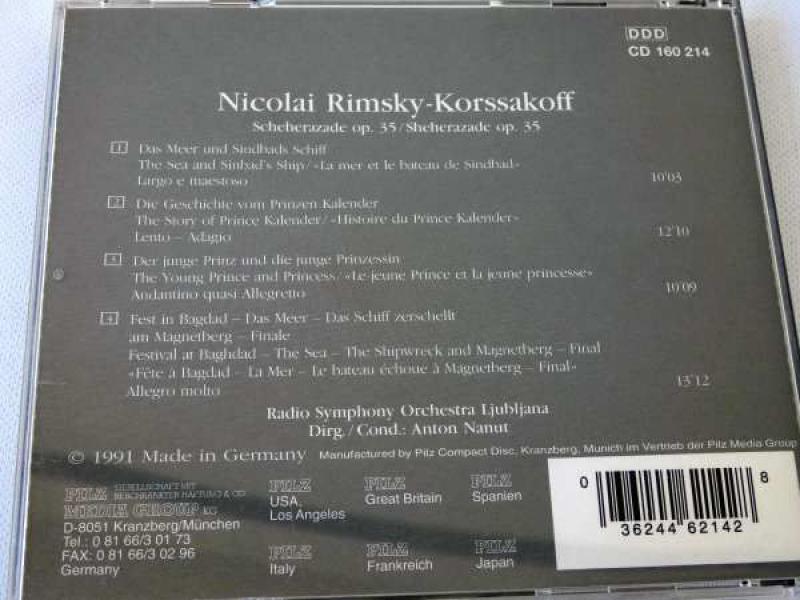 DDD
CD 160 214
Nicolai Rimsky-Korssakoff
Scheherazade op. 35/Sheherazade op. 35
1 Das Meer und Sindbads Schiff
The Sea and Sinbad's Ship/«La mer et le bateau de Sindbad»
Largo e maestoso 10'03
2 Die Geschichte vom Prinzen Kalender
The Story of Prince Kalender/«Histoire du Prince Kalender»
Lento – Adagio 12'10
3 Der junge Prinz und die junge Prinzessin
The Young Prince and Princess/«Le jeune Prince et la jeune princesse»
Andantino quasi Allegretto 10'09
4 Fest in Bagdad – Das Meer – Das Schiff zerschellt
am Magnetberg – Finale
Festival at Baghdad – The Sea – The Shipwreck and Magnetberg – Final
«Fête à Bagdad – La Mer – Le bateau échoue à Magnetberg – Final»
Allegro molto 13'12
Radio Symphony Orchestra Ljubljana
Dirg./Cond.: Anton Nanut
© 1991 Made in Germany Manufactured by Pilz Compact Disc, Kranzberg, Munich im Vertrieb der Pilz Media Group
PILZ GESELLSCHAFT MIT
BESCHRÄNKTER HAFTUNG & CO
MEDIA GROUP KG
D-8051 Kranzberg/München
Tel.: 0 81 66/3 01 73
FAX: 0 81 66/3 02 96
Germany
PILZ
USA,
Los Angeles
PILZ
Great Britain
PILZ
Spanien
PILZ
Italy
PILZ
Frankreich
PILZ
Japan
0 36244 62142 8